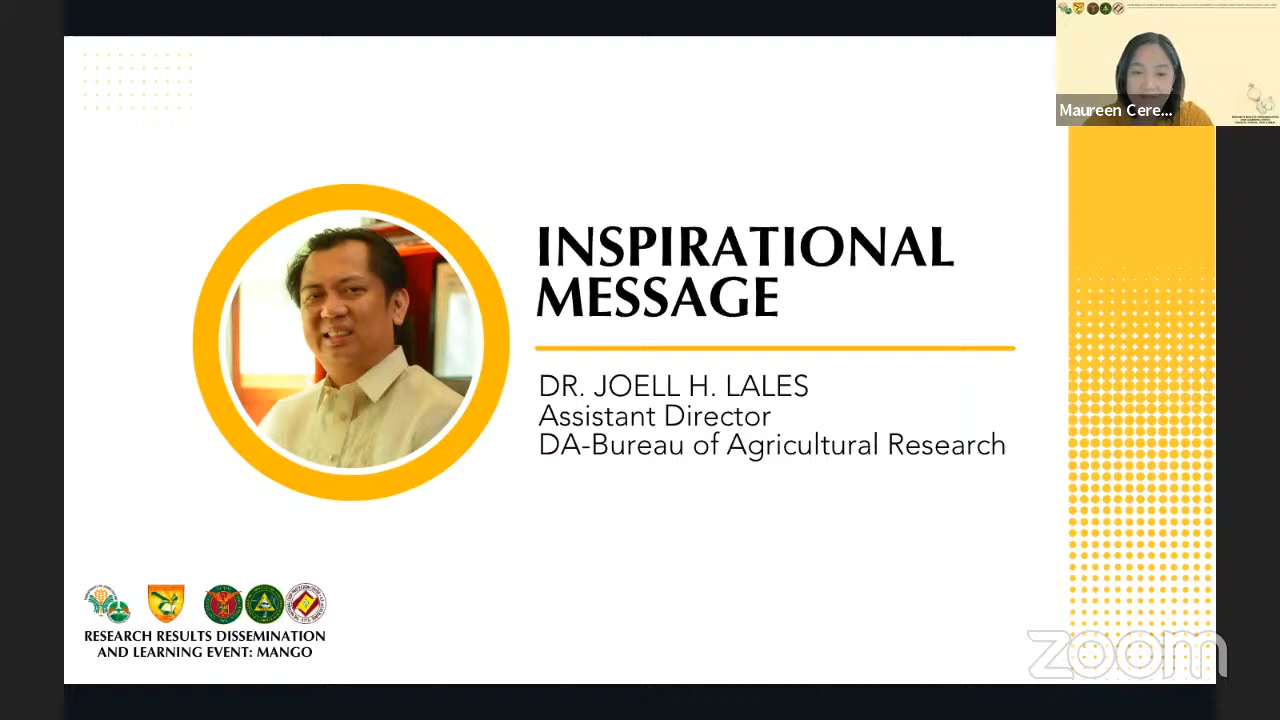 Maureen Cere...
INSPIRATIONAL
MESSAGE
DR. JOELL H. LALES
Assistant Director
DA-Bureau of Agricultural Research
RESEARCH RESULTS DISSEMINATION
AND LEARNING EVENT: MANGO
zoom